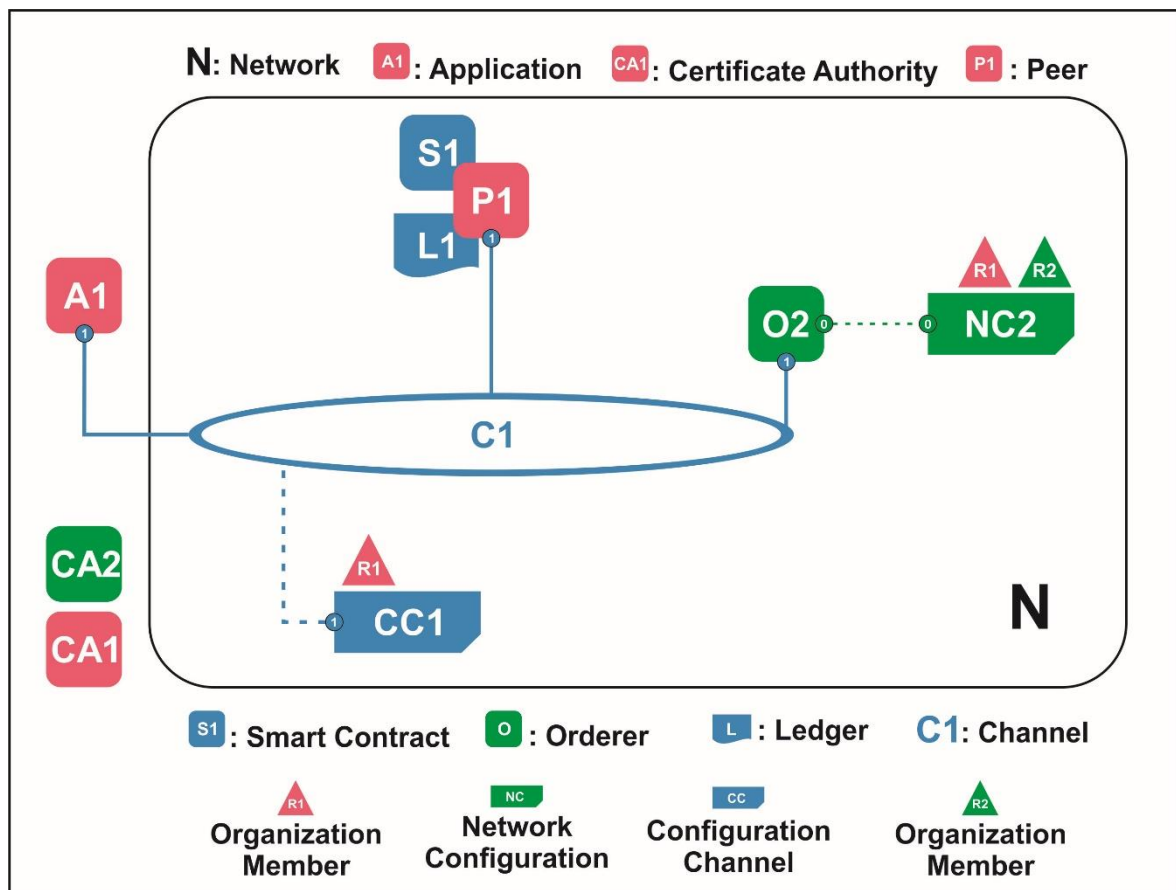 N: Network A1 : Application CA1 : Certificate Authority P1 : Peer
S1
P1
L1
1
A1
1
R1 R2
O2 0 0 NC2
1
C1
CA2
R1
CA1
1 CC1
N
S1 : Smart Contract O : Orderer L : Ledger C1: Channel
R1 NC CC R2
Organization Network Configuration Organization
Member Configuration Channel Member